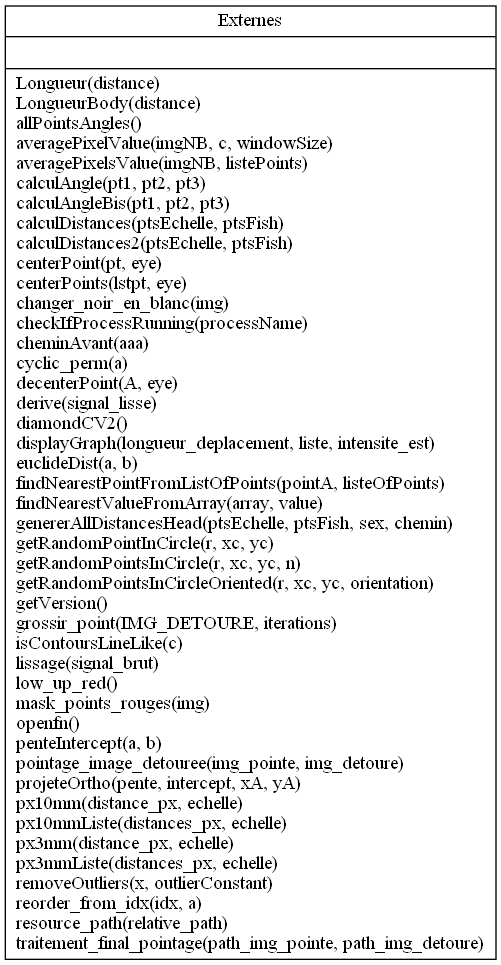 Externes
Longueur(distance)
LongueurBody(distance)
allPointsAngles()
averagePixelValue(imgNB, c, windowSize)
averagePixelsValue(imgNB, listePoints)
calculAngle(pt1, pt2, pt3)
calculAngleBis(pt1, pt2, pt3)
calculDistances(ptsEchelle, ptsFish)
calculDistances2(ptsEchelle, ptsFish)
centerPoint(pt, eye)
centerPoints(lstpt, eye)
changer_noir_en_blanc(img)
checkIfProcessRunning(processName)
cheminAvant(aaa)
cyclic_perm(a)
decenterPoint(A, eye)
derive(signal_lisse)
diamondCV2()
displayGraph(longueur_deplacement, liste, intensite_est)
euclideDist(a, b)
findNearestPointFromListOfPoints(pointA, listeOfPoints)
findNearestValueFromArray(array, value)
genererAllDistancesHead(ptsEchelle, ptsFish, sex, chemin)
getRandomPointInCircle(r, xc, yc)
getRandomPointsInCircle(r, xc, yc, n)
getRandomPointsInCircleOriented(r, xc, yc, orientation)
getVersion()
grossir_point(IMG_DETOURE, iterations)
isContoursLineLike(c)
lissage(signal_brut)
low_up_red()
mask_points_rouges(img)
openfn()
penteIntercept(a, b)
pointage_image_detouree(img_pointe, img_detoure)
projeteOrtho(pente, intercept, xA, yA)
px10mm(distance_px, echelle)
px10mmListe(distances_px, echelle)
px3mm(distance_px, echelle)
px3mmListe(distances_px, echelle)
removeOutliers(x, outlierConstant)
reorder_from_idx(idx, a)
resource_path(relative_path)
traitement_final_pointage(path_img_pointe, path_img_detoure)